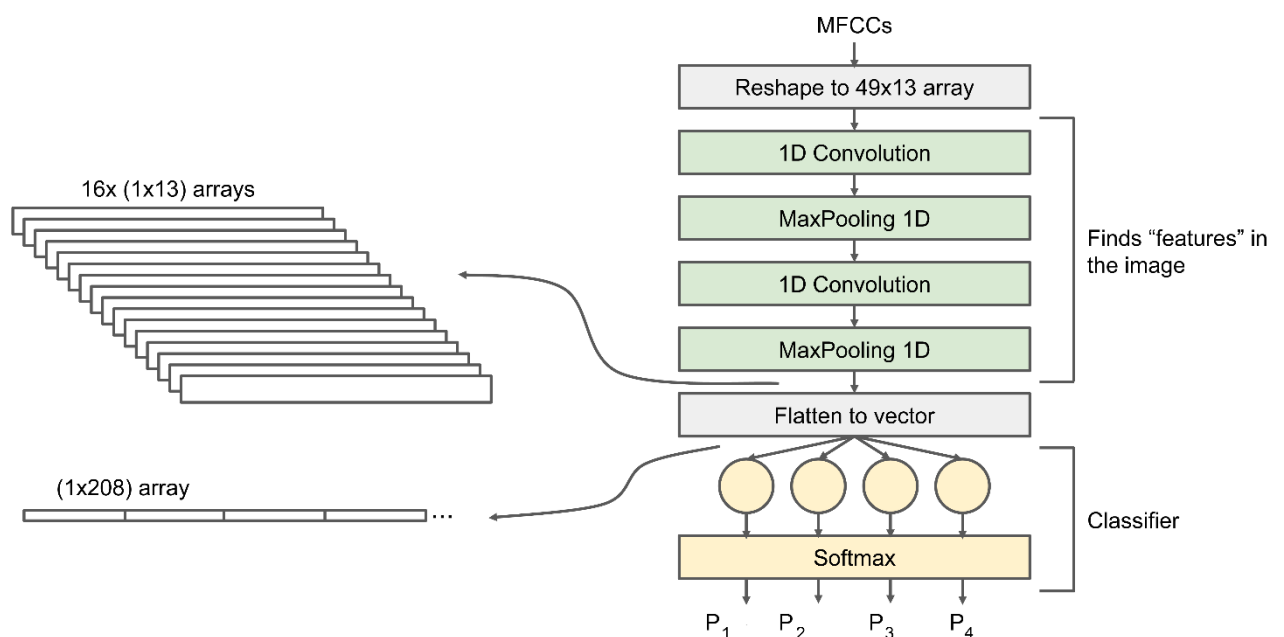 MFCCs
Reshape to 49x13 array
1D Convolution
MaxPooling 1D
1D Convolution
MaxPooling 1D
Finds “features” in
the image
16x (1x13) arrays
Flatten to vector
(1x208) array
...
Softmax
Classifier
P1 P2 P3 P4